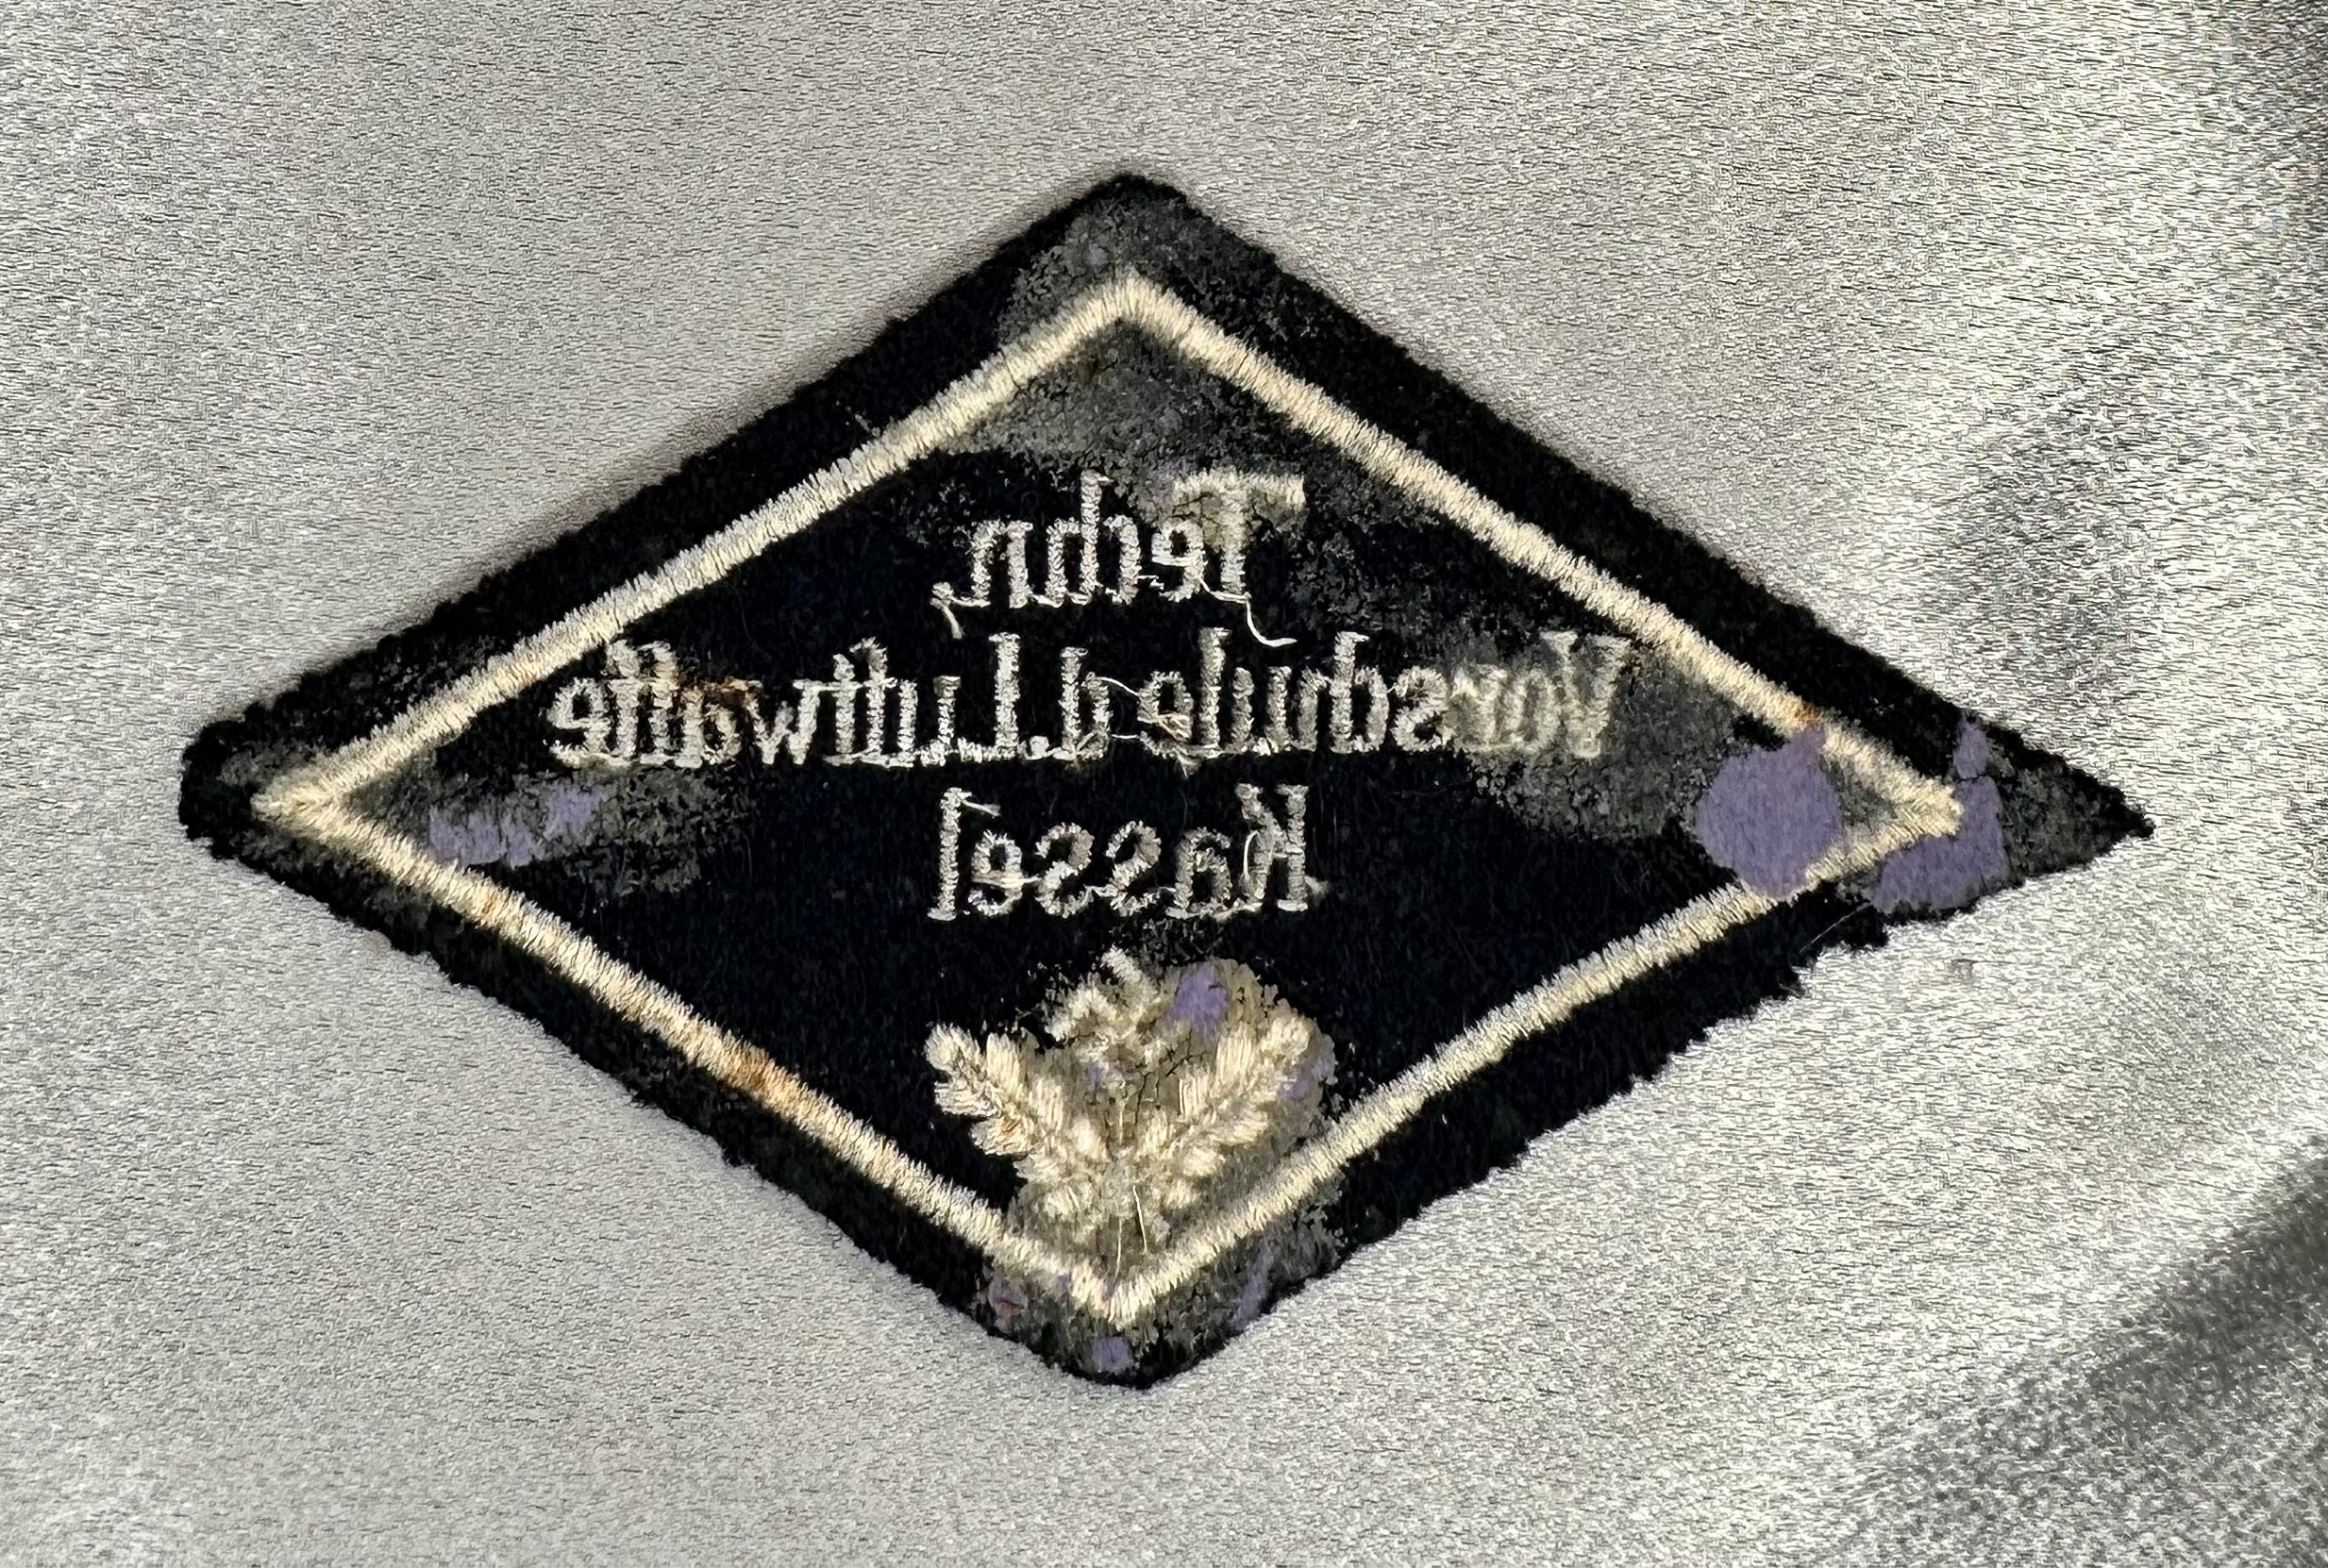 Techn.
Vorschule d. Luftwaffe
Kassel